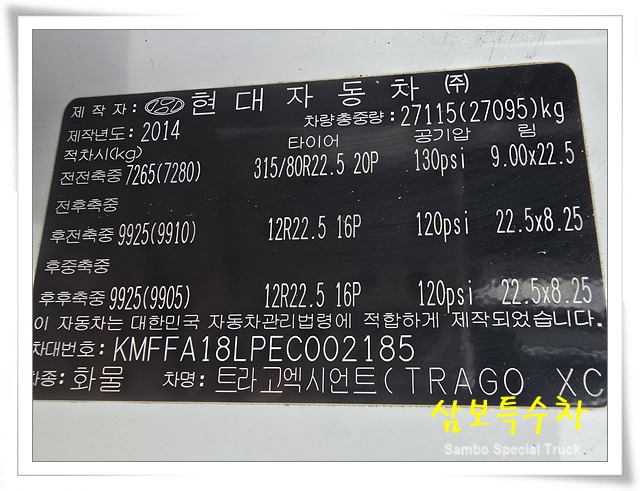 제 작 자: 현 대 자 동 차 ㈜
제작년도: 2014 차량총중량: 27115(27095)kg
적차시(kg) 타이어 공기압 림
전전축중 7265(7280) 315/80R22.5 20P 130psi 9.00x22.5
전후축중
후전축중 9925(9910) 12R22.5 16P 120psi 22.5x8.25
후중축중
후후축중 9925(9905) 12R22.5 16P 120psi 22.5x8.25
이 자동차는 대한민국 자동차관리법령에 적합하게 제작되었습니다.
차대번호: KMFFA18LPEC002185
차종: 화물 차명: 트라고엑시언트(TRAGO XC
삼보특수차
Sambo Special Truck